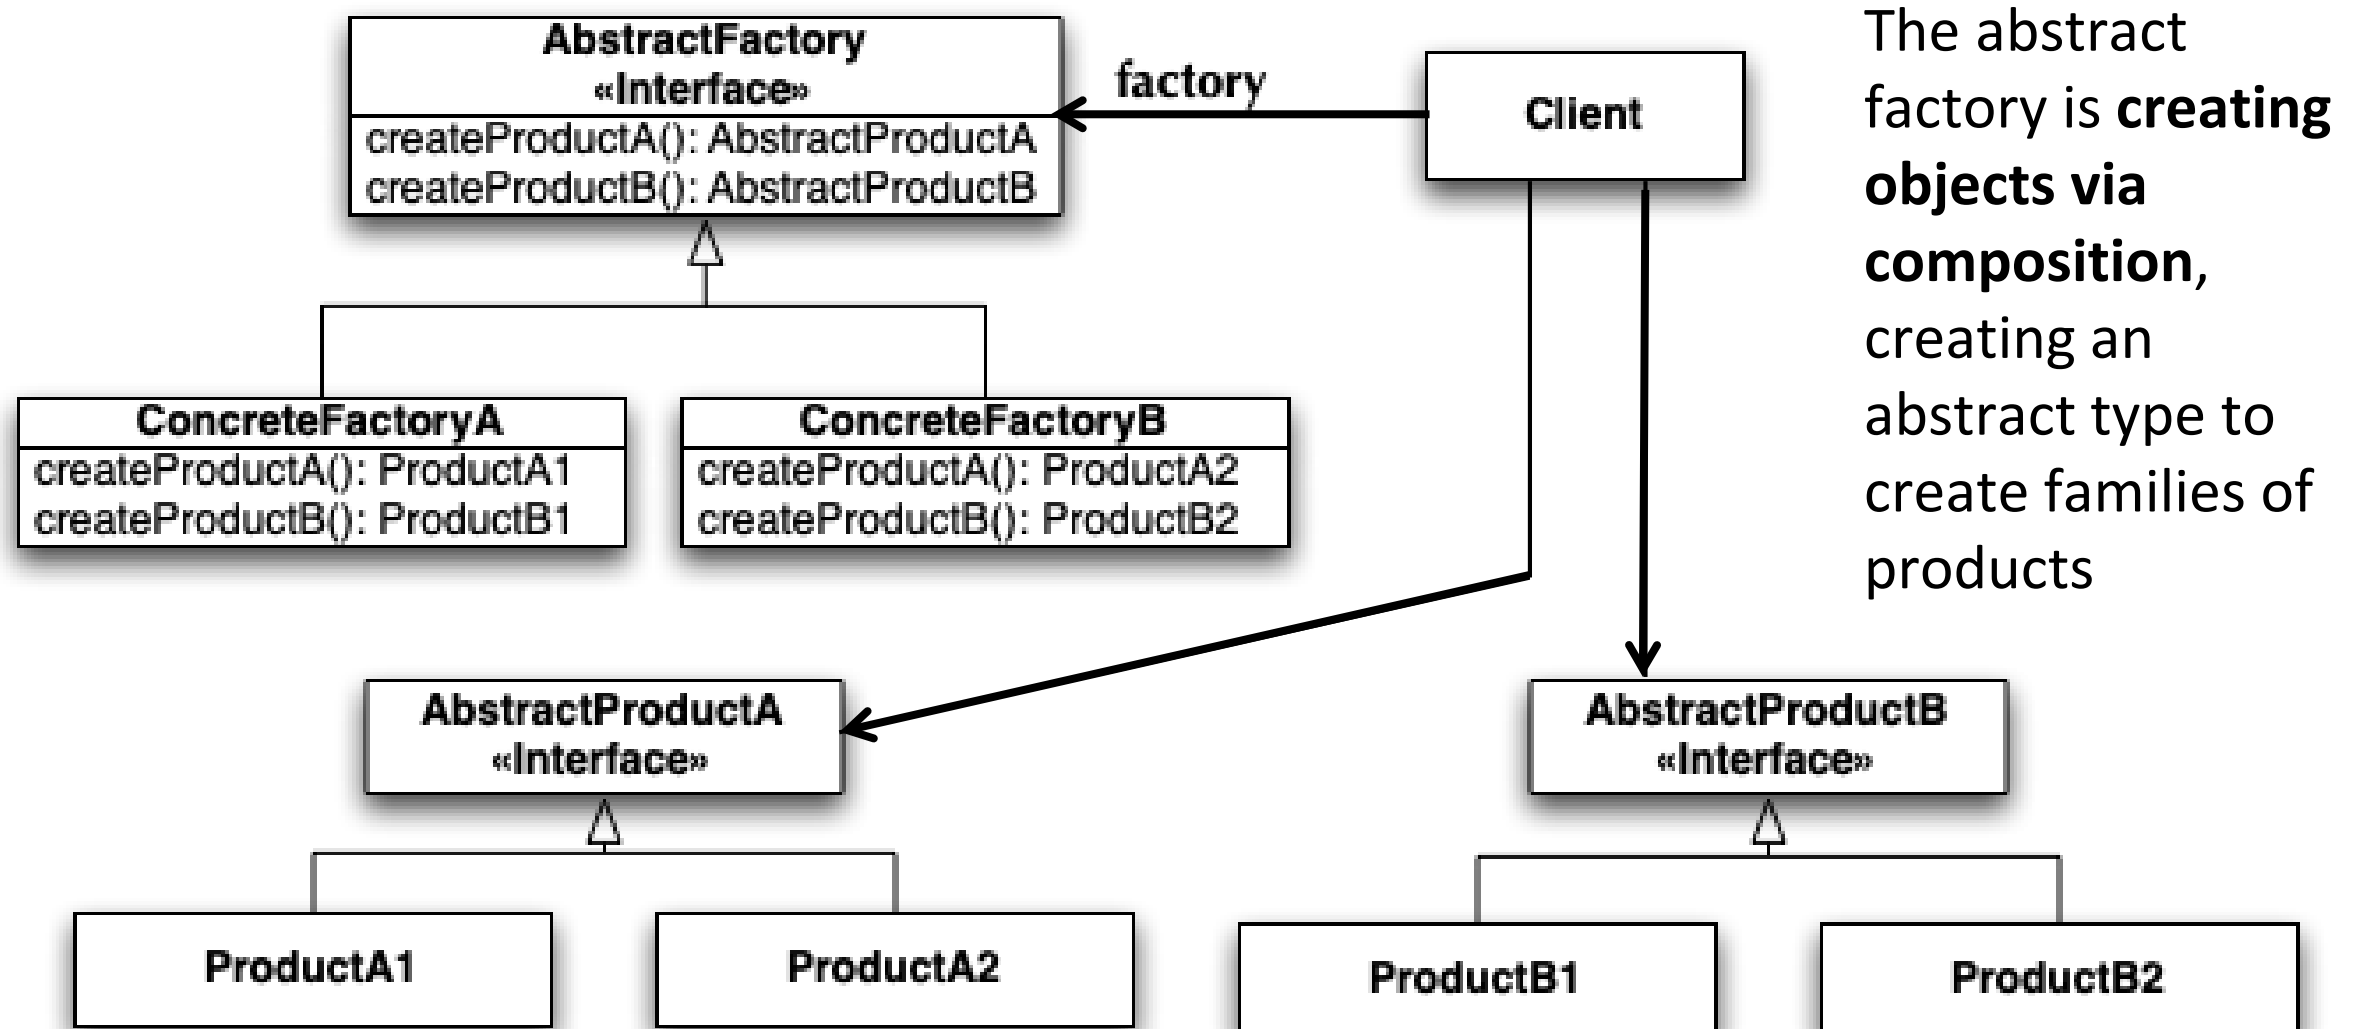 AbstractFactory
«Interface»
createProductA(): AbstractProductA
createProductB(): AbstractProductB
factory
Client
The abstract
factory is creating
objects via
composition,
creating an
abstract type to
create families of
products
ConcreteFactoryA
createProductA(): ProductA1
createProductB(): ProductB1
ConcreteFactoryB
createProductA(): ProductA2
createProductB(): ProductB2
AbstractProductA
«Interface»
AbstractProductB
«Interface»
ProductA1
ProductA2
ProductB1
ProductB2